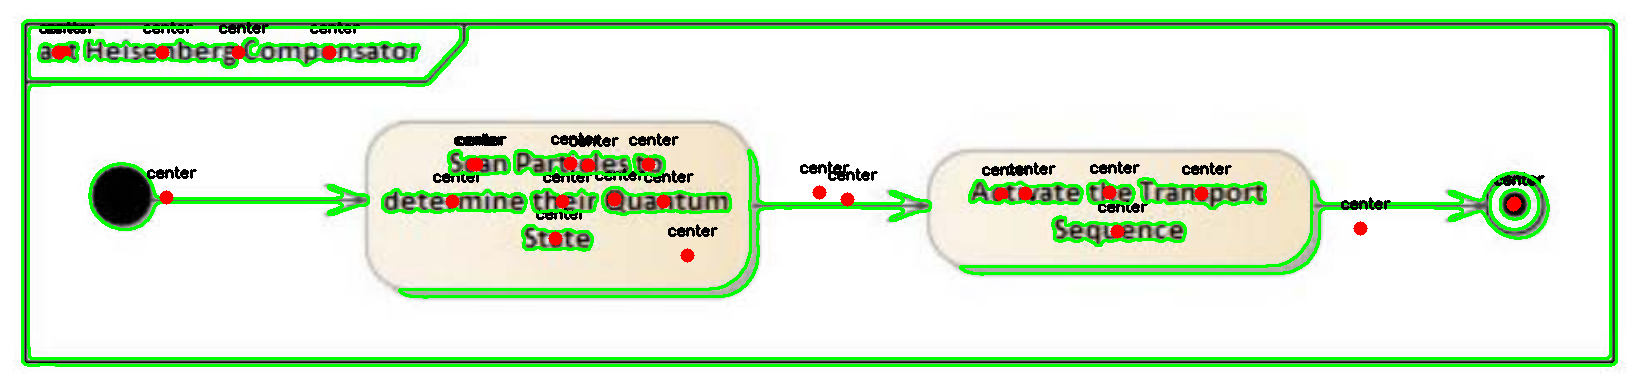 center center center center
act Heisenberg Compensator
center
center center center center
Scan Particles to
center center center center
determine their Quantum
center
State
center
center
center
center center center center
Activate the Transport
center
Sequence
center
center